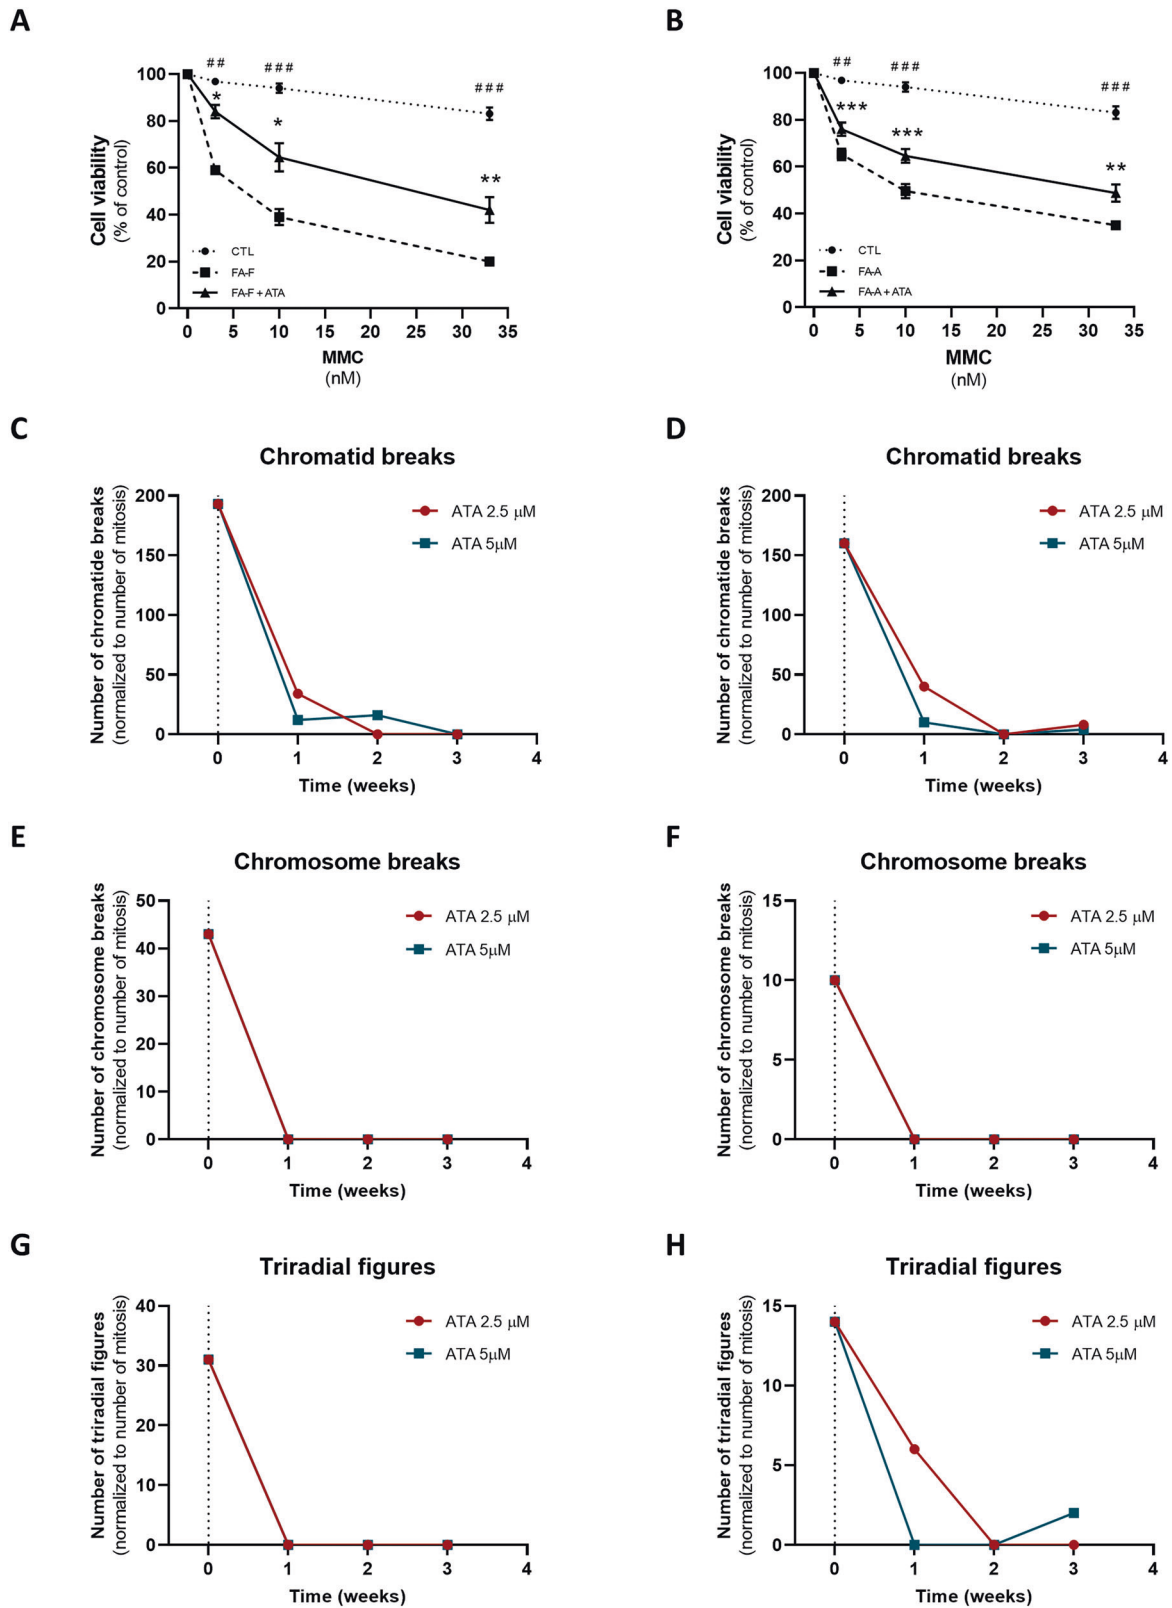 A
##
###
###
*
*
**
Cell viability
(% of control)
100
80
60
40
20
0
CTL
FA-F
FA-F + ATA
0 5 10 15 20 25 30 35
MMC
(nM)
B
##
###
###
***
***
**
Cell viability
(% of control)
100
80
60
40
20
0
CTL
FA-A
FA-A + ATA
0 5 10 15 20 25 30 35
MMC
(nM)
C
Chromatid breaks
Number of chromatide breaks
(normalized to number of mitosis)
200
150
100
50
0
ATA 2.5 μM
ATA 5μM
0 1 2 3 4
Time (weeks)
D
Chromatid breaks
Number of chromatide breaks
(normalized to number of mitosis)
200
150
100
50
0
ATA 2.5 μM
ATA 5μM
0 1 2 3 4
Time (weeks)
E
Chromosome breaks
Number of chromosome breaks
(normalized to number of mitosis)
50
40
30
20
10
0
ATA 2.5 μM
ATA 5μM
0 1 2 3 4
Time (weeks)
F
Chromosome breaks
Number of chromosome breaks
(normalized to number of mitosis)
15
10
5
0
ATA 2.5 μM
ATA 5μM
0 1 2 3 4
Time (weeks)
G
Triradial figures
Number of triradial figures
(normalized to number of mitosis)
40
30
20
10
0
ATA 2.5 μM
ATA 5μM
0 1 2 3 4
Time (weeks)
H
Triradial figures
Number of triradial figures
(normalized to number of mitosis)
15
10
5
0
ATA 2.5 μM
ATA 5μM
0 1 2 3 4
Time (weeks)